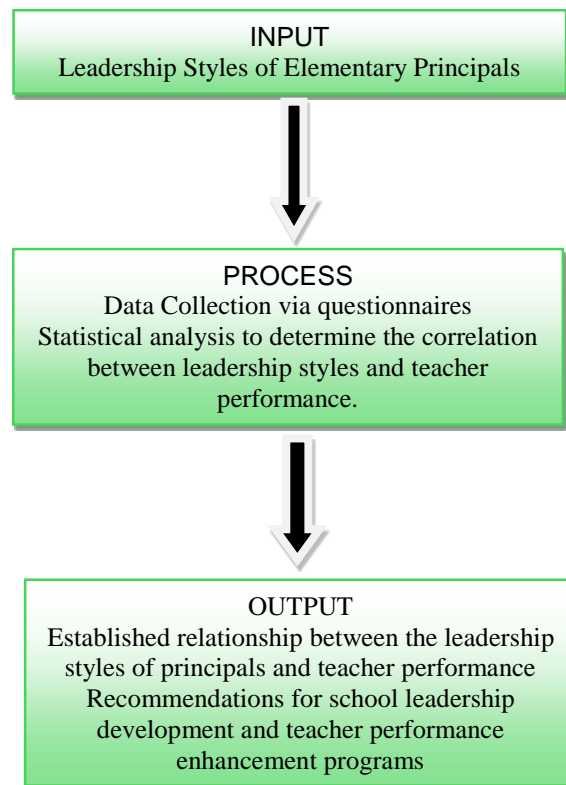 INPUT
Leadership Styles of Elementary Principals
PROCESS
Data Collection via questionnaires
Statistical analysis to determine the correlation
between leadership styles and teacher
performance.
OUTPUT
Established relationship between the leadership
styles of principals and teacher performance
Recommendations for school leadership
development and teacher performance
enhancement programs